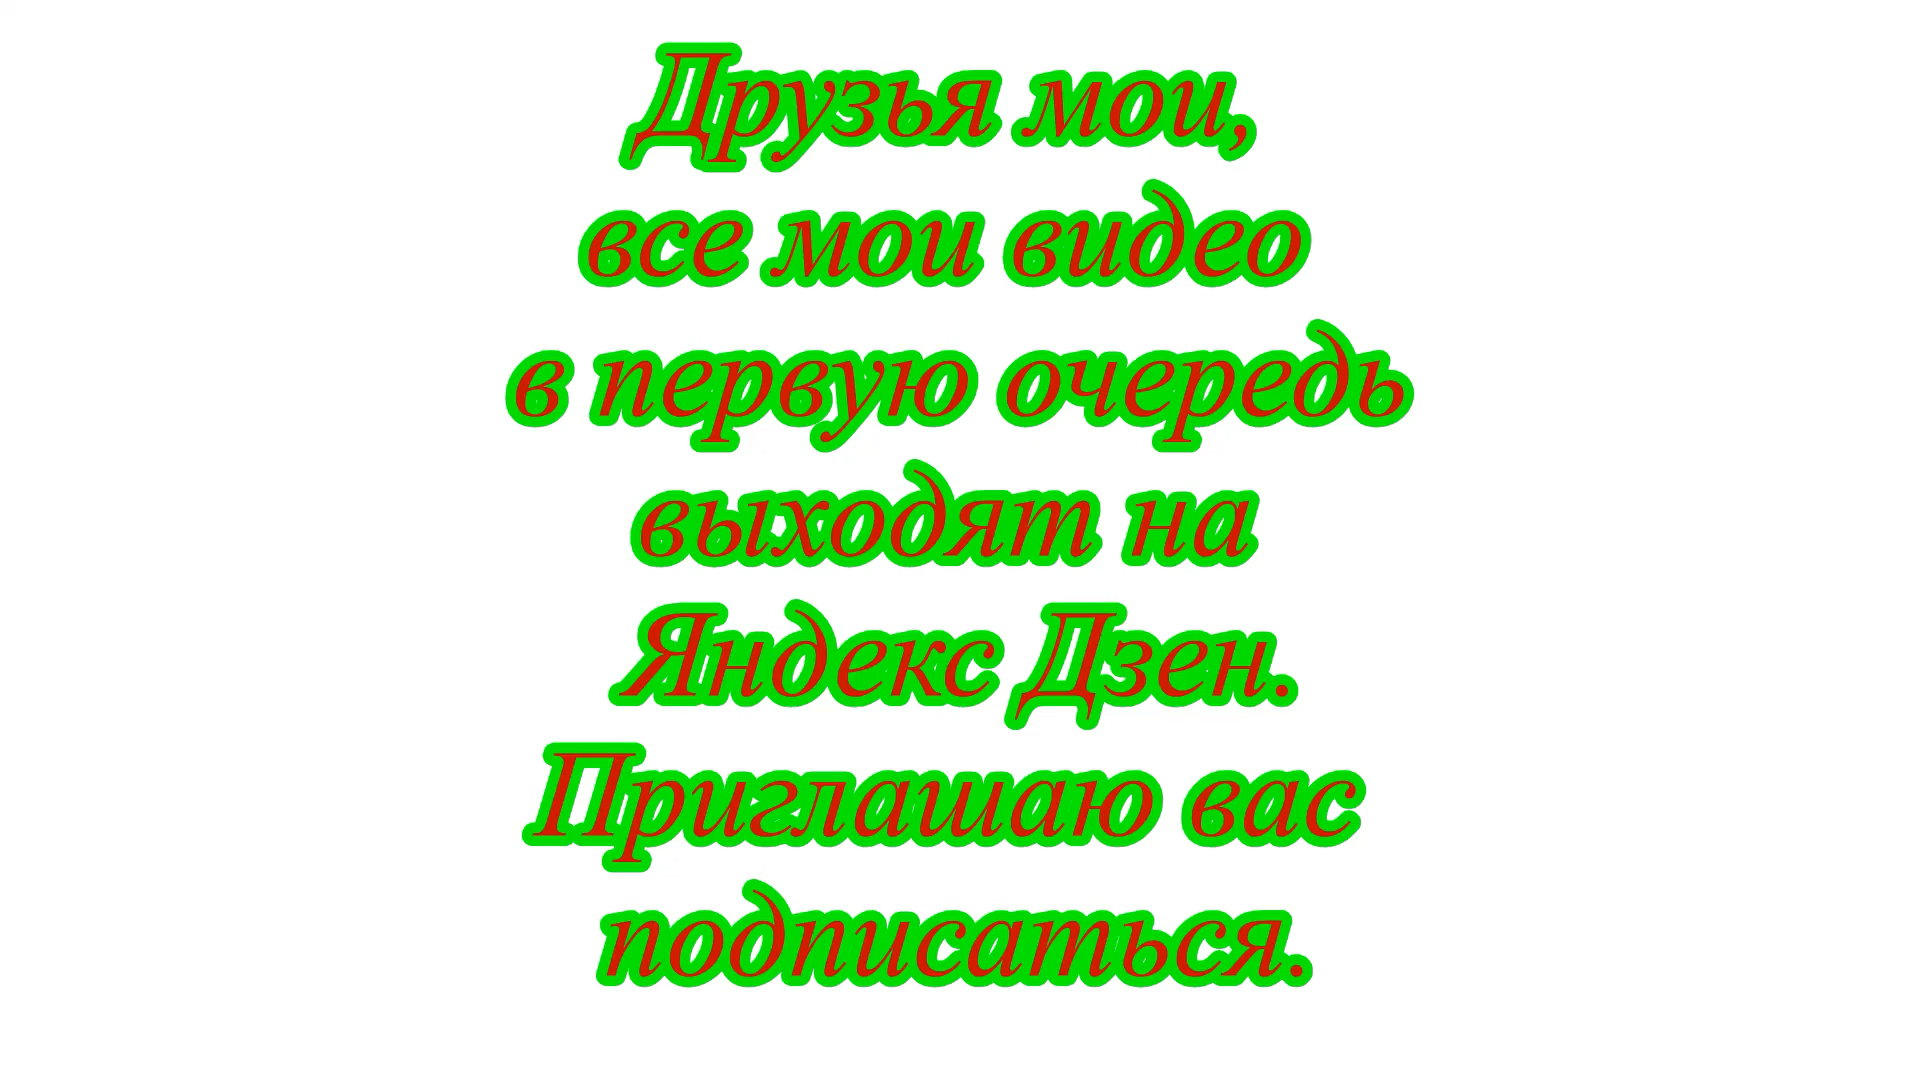 Друзья мои,
все мои видео
в первую очередь
выходят на
Яндекс Дзен.
Приглашаю вас
подписаться.